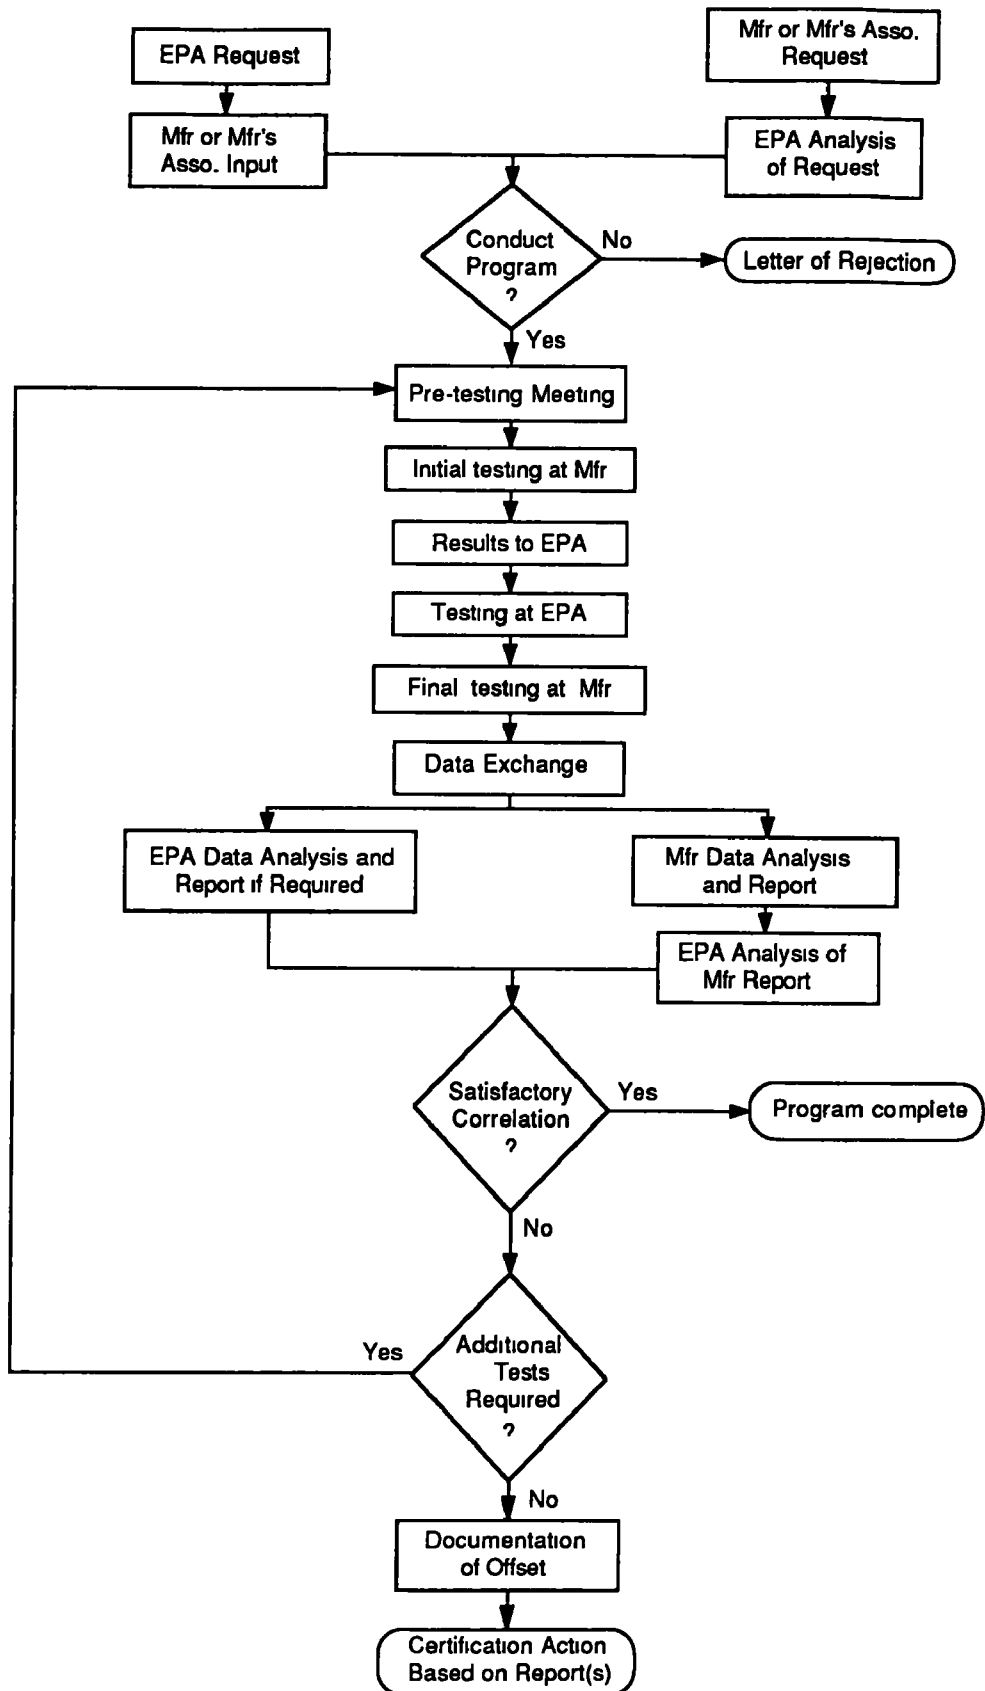 EPA Request
Mfr or Mfr's Asso.
Request
Mfr or Mfr's
Asso. Input
EPA Analysis
of Request
Conduct
Program
?
No
Letter of Rejection
Yes
Pre-testing Meeting
Initial testing at Mfr
Results to EPA
Testing at EPA
Final testing at Mfr
Data Exchange
EPA Data Analysis and
Report if Required
Mfr Data Analysis
and Report
EPA Analysis of
Mfr Report
Satisfactory
Correlation
?
Yes
Program complete
No
Yes
Additional
Tests
Required
?
No
Documentation
of Offset
Certification Action
Based on Report(s)